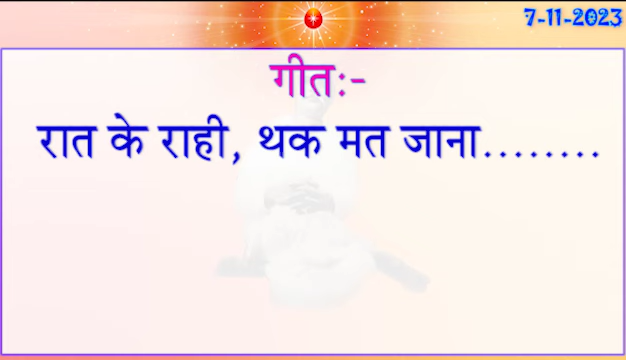 7-11-2023
गीतः-
रात के राही, थक मत जाना........